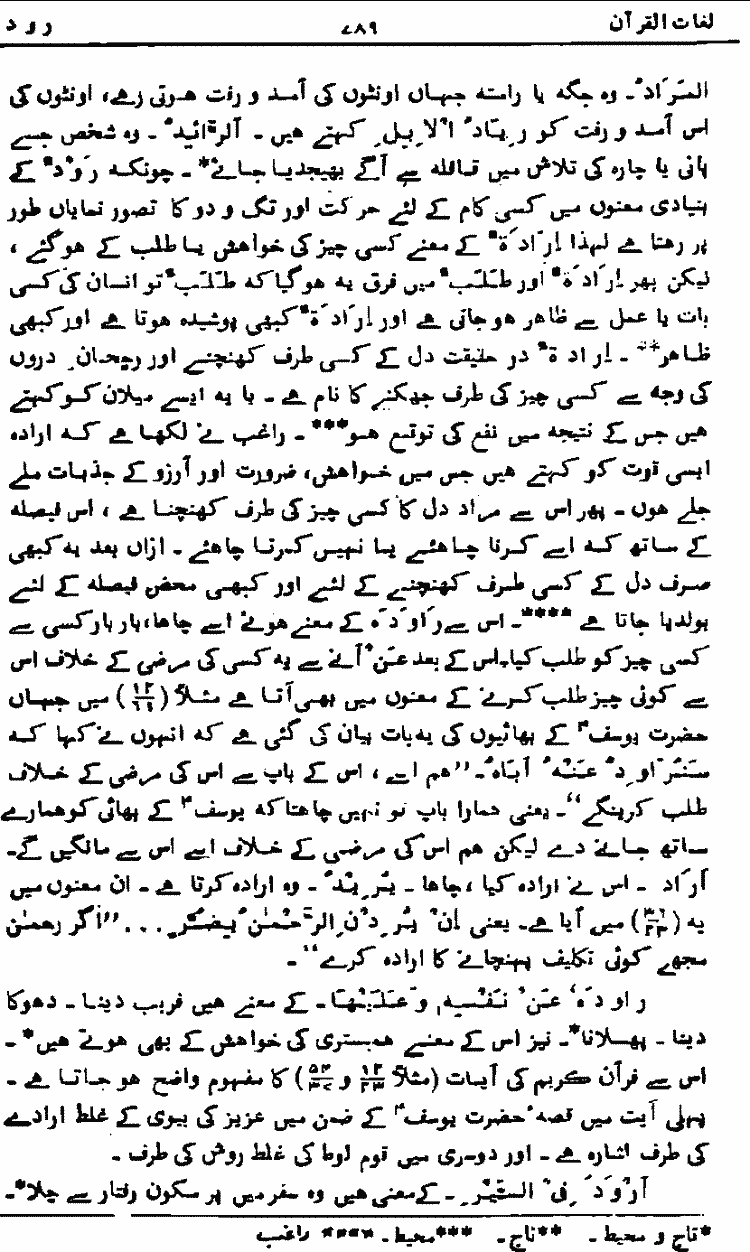 لغات القرآن ۷۸۹ ر و د
المَرَادُ۔ وہ جگہ یا راستہ جہاں اونٹوں کی آمد و رفت ہوتی رہے، اونٹوں کی
اس آمد و رفت کو رِیَادُ الْاِبِلِ کہتے ہیں ۔ اَلرَّائِیدُ ۔ وہ شخص جسے
پانی یا چارہ کی تلاش میں قافلہ سے آگے بھیجدیا جائے* ۔ چونکہ رَوْدٌ کے
بنیادی معنوں میں کسی کام کے لئے حرکت اور تگ و دو کا تصور نمایاں طور
پر رہتا ہے لہذا اِرَادَۃٌ کے معنے کسی چیز کی خواہش یا طلب کے ہوگئے ،
لیکن پھر اِرَادَۃٌ اور طَلَبٌ میں فرق یہ ہوگیا کہ طَلَبٌ تو انسان کی کسی
بات یا عمل سے ظاہر ہو جاتی ہے اور اِرَادَۃٌ کبھی پوشیدہ ہوتا ہے اور کبھی
ظاہر** ۔ اِرادۃٌ در حقیقت دل کے کسی طرف کھنچنے اور رجحانِ دروں
کی وجہ سے کسی چیز کی طرف جھکنے کا نام ہے ۔ یا یہ ایسے میلان کو کہتے
ہیں جس کے نتیجہ میں نفع کی توقع ہو*** ۔ راغب نے لکھا ہے کہ ارادہ
ایسی قوت کو کہتے ہیں جس میں خواہش، ضرورت اور آرزو کے جذبات ملے
جلے ہوں ۔ پھر اس سے مراد دل کا کسی چیز کی طرف کھنچنا ہے ، اس فیصلہ
کے ساتھ کہ اسے کرنا چاہئیے یا نہیں کرنا چاہئے ۔ ازاں بعد یہ کبھی
صرف دل کے کسی طرف کھنچنے کے لئے اور کبھی محض فیصلہ کے لئے
بولدیا جاتا ہے ****۔ اس سے رَاوَدَہٗ کے معنے ہوئے اسے چاہا، بار بار کسی سے
کسی چیز کو طلب کیا۔ اس کے بعد عَنْ آنے سے یہ کسی کی مرضی کے خلاف اس
سے کوئی چیز طلب کرنے کے معنوں میں بھی آتا ہے مثلاً (۱۲/۶۱) میں جہاں
حضرت یوسفؑ کے بھائیوں کی یہ بات بیان کی گئی ہے کہ انہوں نے کہا کہ
سَنُرَاوِدُ عَنْہُ اَبَاہُ۔ ”ہم اسے ، اس کے باپ سے اس کی مرضی کے خلاف
طلب کرینگے“۔ یعنی ہمارا باپ تو نہیں چاہتا کہ یوسفؑ کے بھائی کو ہمارے
ساتھ جانے دے لیکن ہم اس کی مرضی کے خلاف اسے اس سے مانگیں گے۔
اَرَادَ ۔ اس نے ارادہ کیا ، چاہا ۔ یُرِیْدُ ۔ وہ ارادہ کرتا ہے ۔ ان معنوں میں
یہ (۳۶/۲۳) میں آیا ہے۔ یعنی اِنْ یُّرِدْنِ الرَّحْمٰنُ بِضُرٍّ ... ”اگر رحمٰن
مجھے کوئی تکلیف پہنچانے کا ارادہ کرے“ ۔
رَاوَدَہٗ عَنْ نَفْسِہٖ وَعَلَیْہَا۔ کے معنے ہیں فریب دینا ۔ دھوکا
دینا ۔ پھسلانا*۔ نیز اس کے معنے ہمبستری کی خواہش کے بھی ہوتے ہیں* ۔
اس سے قرآن کریم کی آیات (مثلاً ۱۲/۲۳ و ۵۴/۳۷) کا مفہوم واضح ہو جاتا ہے ۔
پہلی آیت میں قصہ ٔ حضرت یوسفؑ کے ضمن میں عزیز کی بیوی کے غلط ارادے
کی طرف اشارہ ہے ۔ اور دوسری میں قوم لوط کی غلط روش کی طرف ۔
اَرْوَدَ فِی السَّیْرِ ۔ کے معنی ہیں وہ سفر میں پر سکون رفتار سے چلا*۔
*تاج و محیط ۔ **تاج ۔ ***محیط ۔ **** راغب